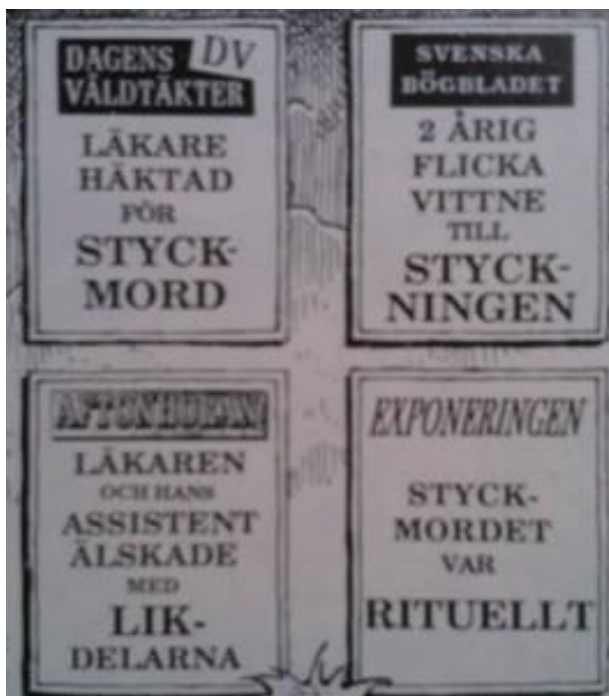 DAGENS DV
VÅLDTÄKTER
LÄKARE
HÄKTAD
FÖR
STYCK-
MORD
SVENSKA
BÖGBLADET
2 ÅRIG
FLICKA
VITTNE
TILL
STYCK-
NINGEN
LÄKAREN
OCH HANS
ASSISTENT
ÄLSKADE
MED
LIK-
DELARNA
EXPONERINGEN
STYCK-
MORDET
VAR
RITUELLT